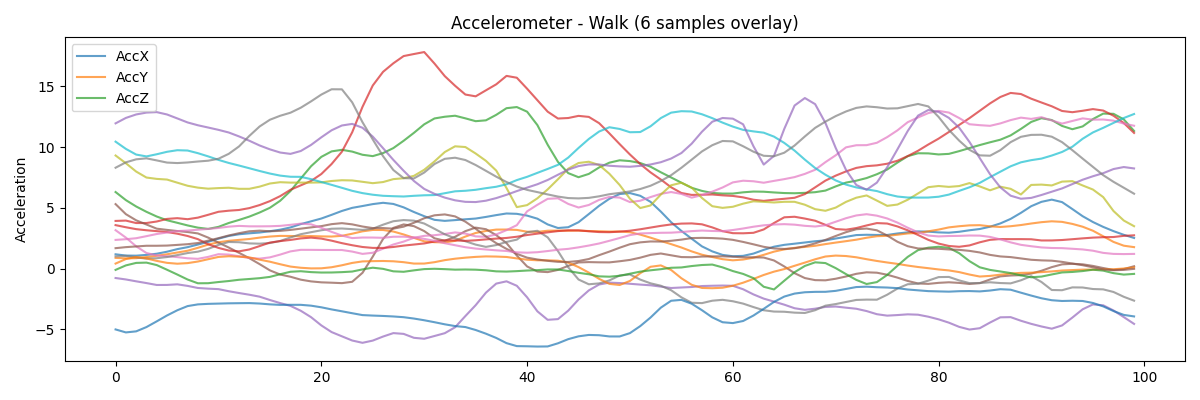 Accelerometer - Walk (6 samples overlay)
AccX
AccY
AccZ
Acceleration
15
10
5
0
−5
0 20 40 60 80 100